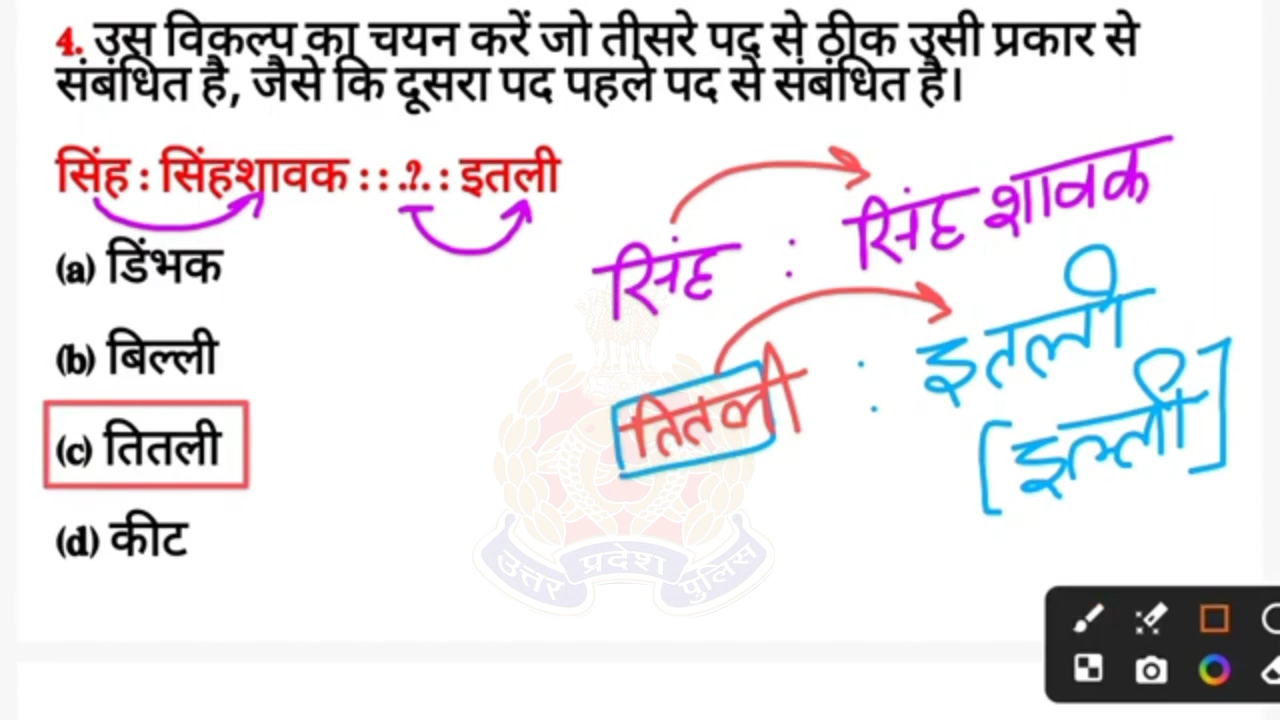 4. उस विकल्प का चयन करें जो तीसरे पद से ठीक उसी प्रकार से
संबंधित है, जैसे कि दूसरा पद पहले पद से संबंधित है।
सिंह : सिंहशावक : : .?. : इतली
(a) डिंभक
(b) बिल्ली
(c) तितली
(d) कीट
सिंह : सिंह शावक
तितली : इतली
[इल्ली]
उत्तर प्रदेश पुलिस